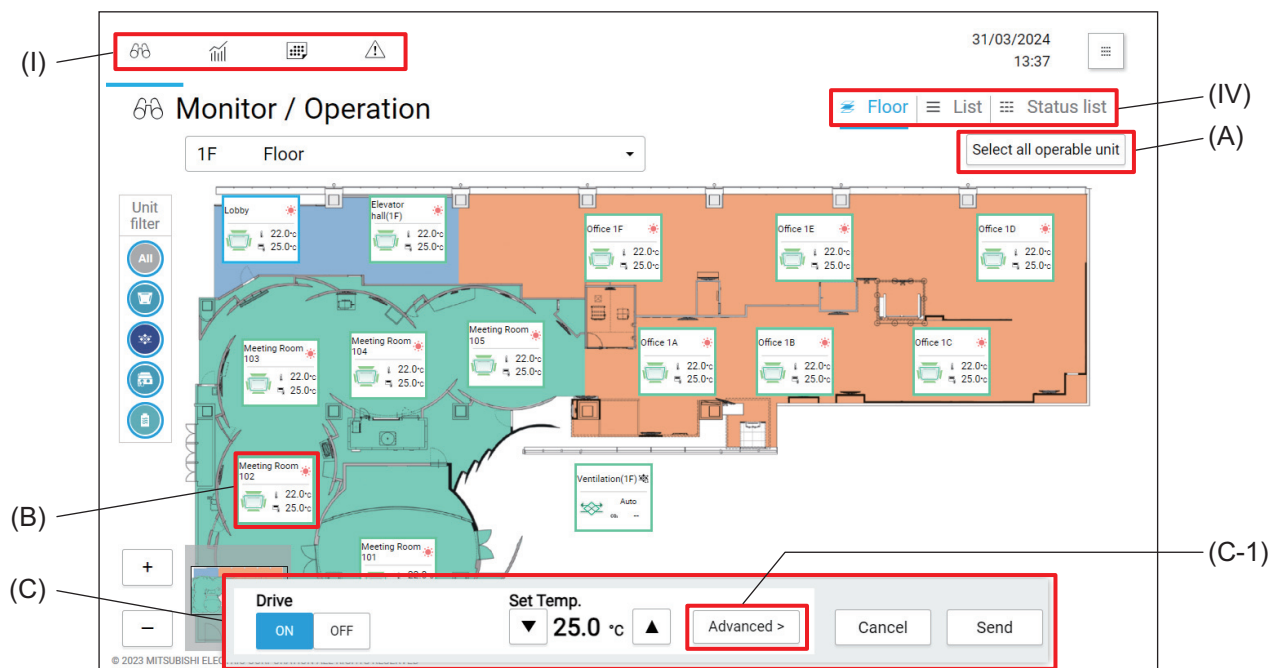 (I)
31/03/2024
13:37
Monitor / Operation
Floor
List
Status list
(IV)
1F Floor
Select all operable unit
(A)
Unit
filter
All
Lobby
22.0°c
25.0°c
Elevator
hall(1F)
22.0°c
25.0°c
Office 1F
22.0°c
25.0°c
Office 1E
22.0°c
25.0°c
Office 1D
22.0°c
25.0°c
Meeting Room
103
22.0°c
25.0°c
Meeting Room
104
22.0°c
25.0°c
Meeting Room
105
22.0°c
25.0°c
Office 1A
22.0°c
25.0°c
Office 1B
22.0°c
25.0°c
Office 1C
22.0°c
25.0°c
(B)
Meeting Room
102
22.0°c
25.0°c
Ventilation(1F)
Auto
CO₂ --
Meeting Room
101
+
−
(C)
(C-1)
Drive
ON OFF
Set Temp.
▼ 25.0 °c ▲
Advanced >
Cancel
Send
© 2023 MITSUBISHI